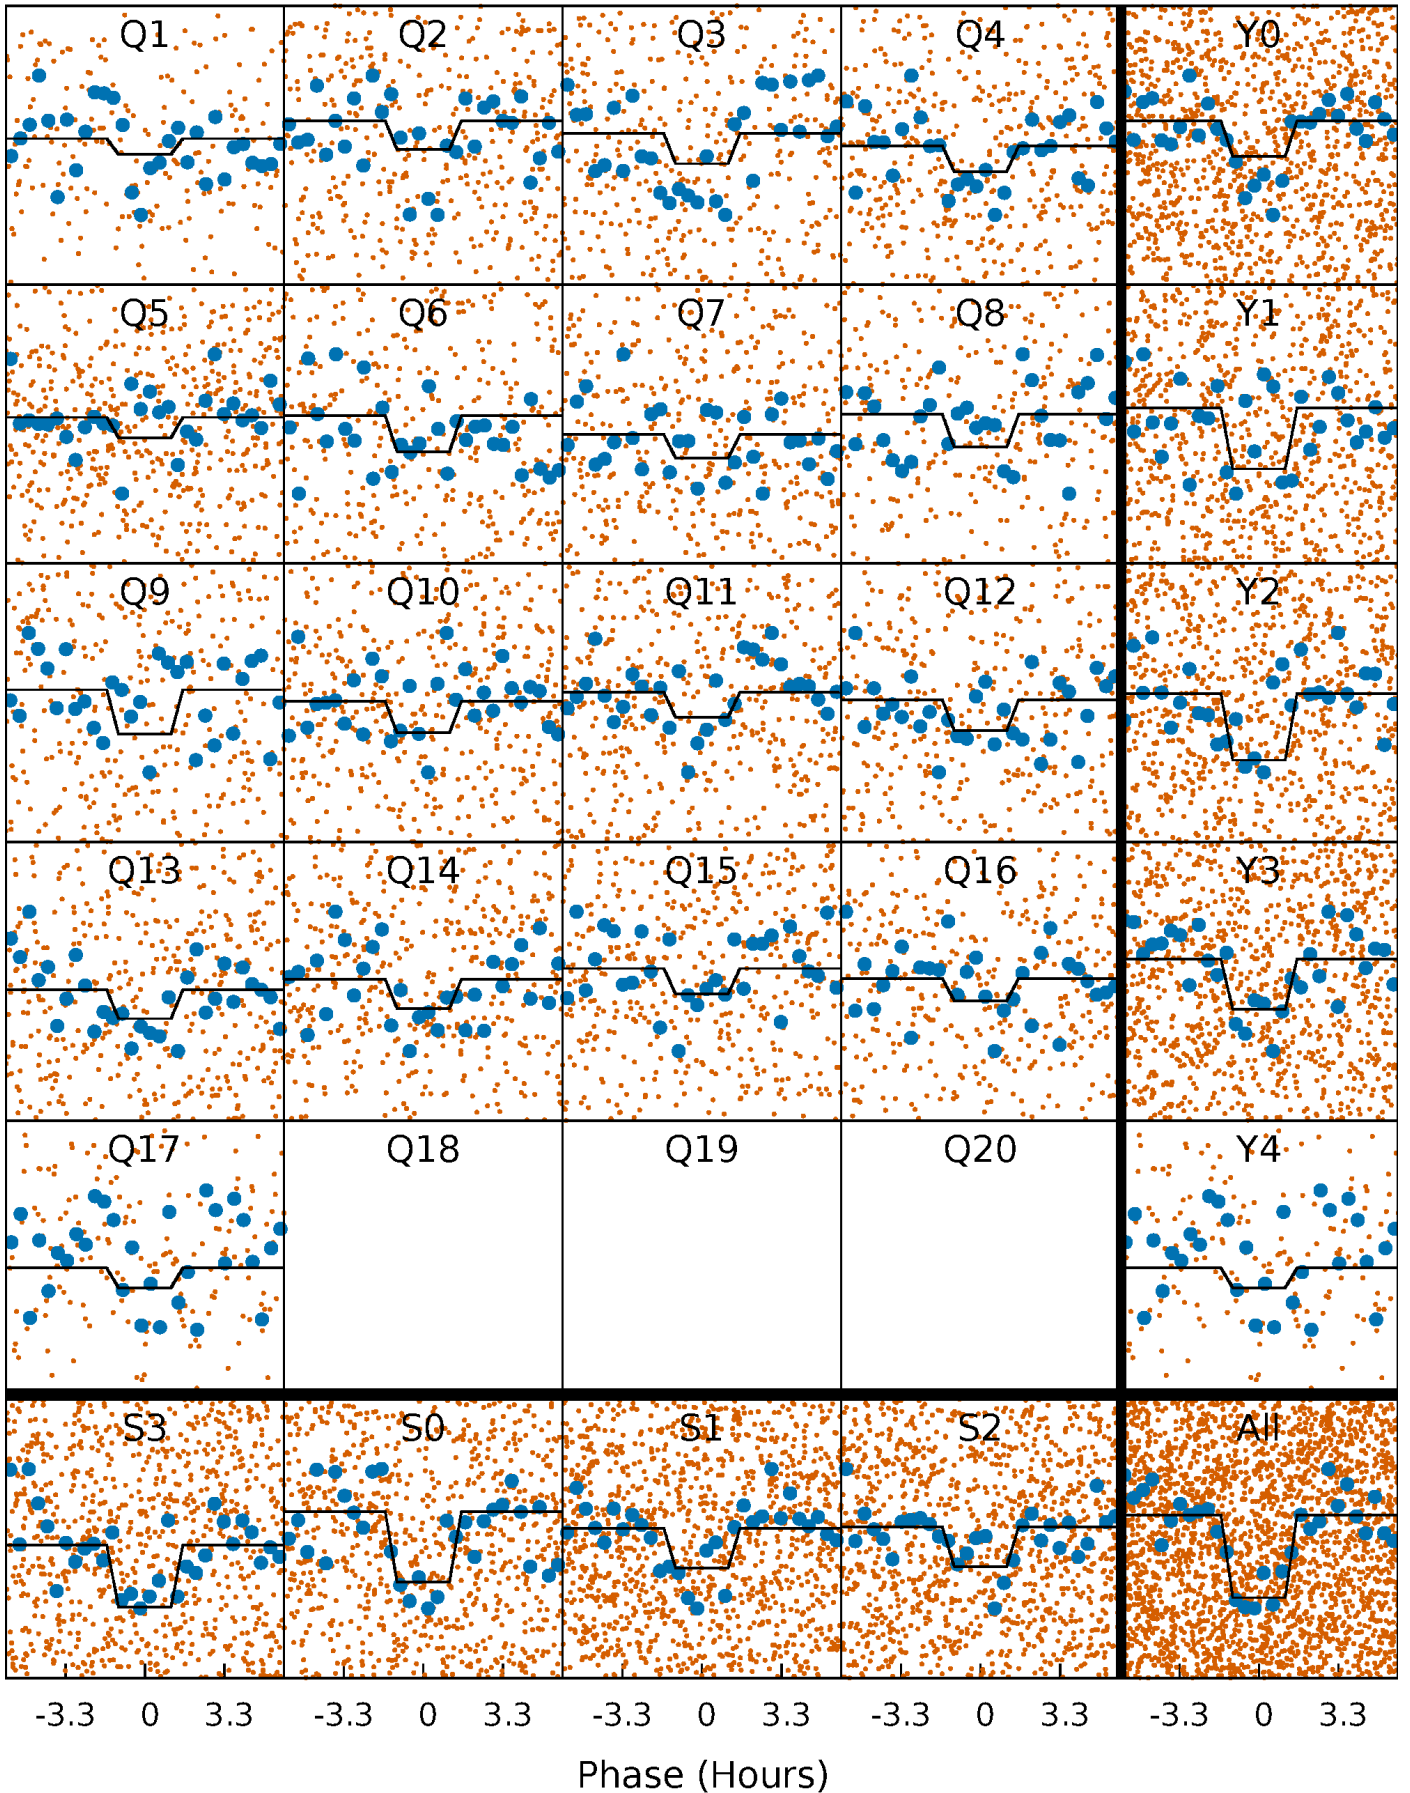 Q1 Q2 Q3 Q4 Y0
Q5 Q6 Q7 Q8 Y1
Q9 Q10 Q11 Q12 Y2
Q13 Q14 Q15 Q16 Y3
Q17 Q18 Q19 Q20 Y4
S3 S0 S1 S2 All
-3.3 0 3.3 -3.3 0 3.3 -3.3 0 3.3 -3.3 0 3.3 -3.3 0 3.3
Phase (Hours)